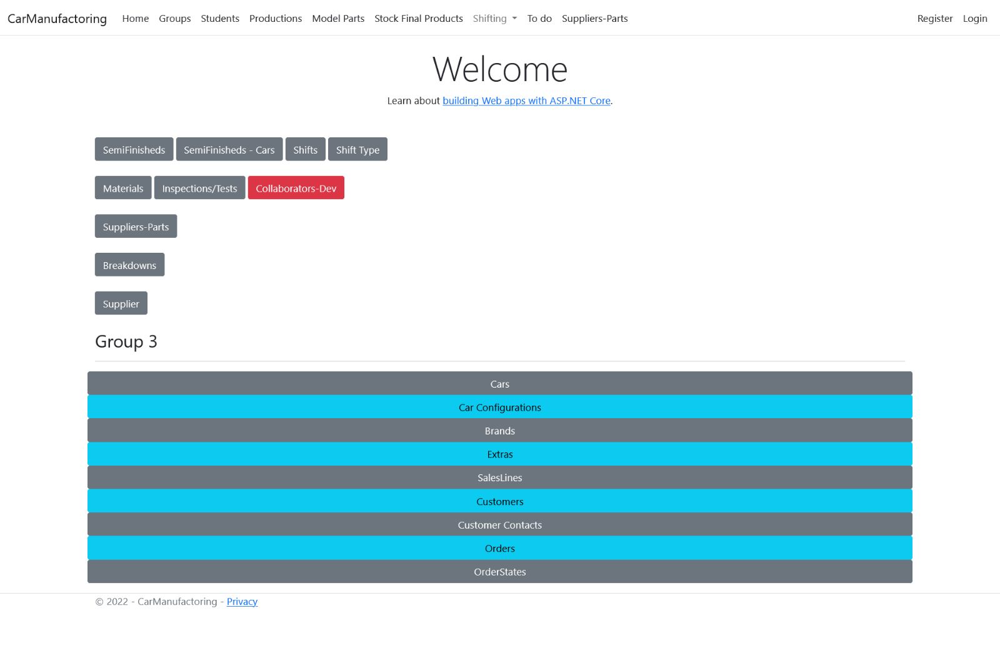 CarManufactoring Home Groups Students Productions Model Parts Stock Final Products Shifting To do Suppliers-Parts Register Login
Welcome
Learn about building Web apps with ASP.NET Core.
SemiFinisheds SemiFinisheds - Cars Shifts Shift Type
Materials Inspections/Tests Collaborators-Dev
Suppliers-Parts
Breakdowns
Supplier
Group 3
Cars
Car Configurations
Brands
Extras
SalesLines
Customers
Customer Contacts
Orders
OrderStates
© 2022 - CarManufactoring - Privacy